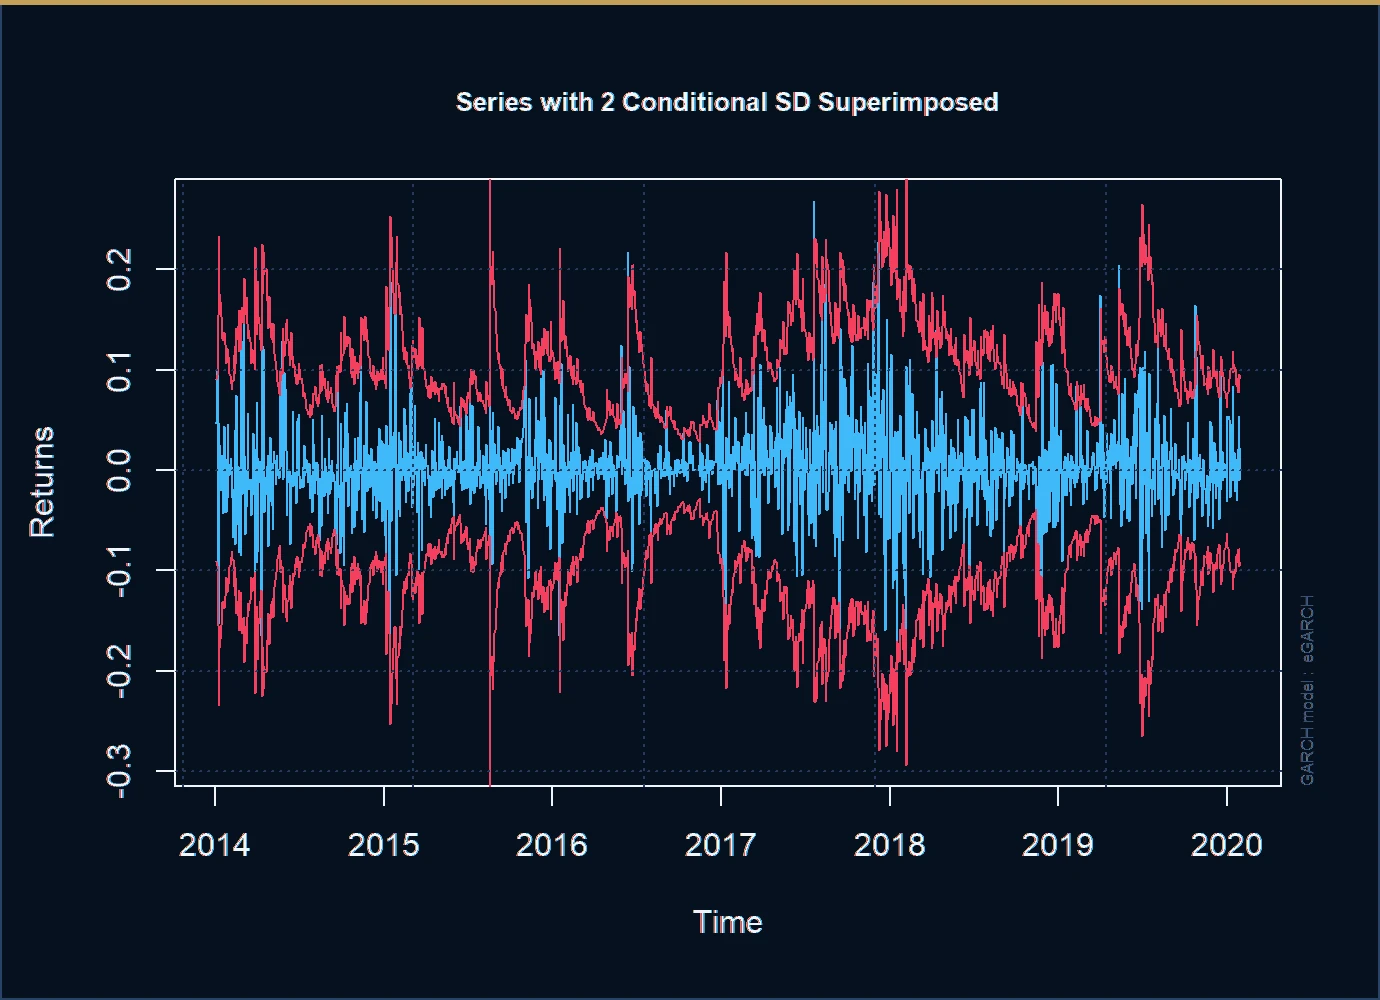 Series with 2 Conditional SD Superimposed
Returns
0.2
0.1
0.0
-0.1
-0.2
-0.3
2014 2015 2016 2017 2018 2019 2020
Time
GARCH model : eGARCH